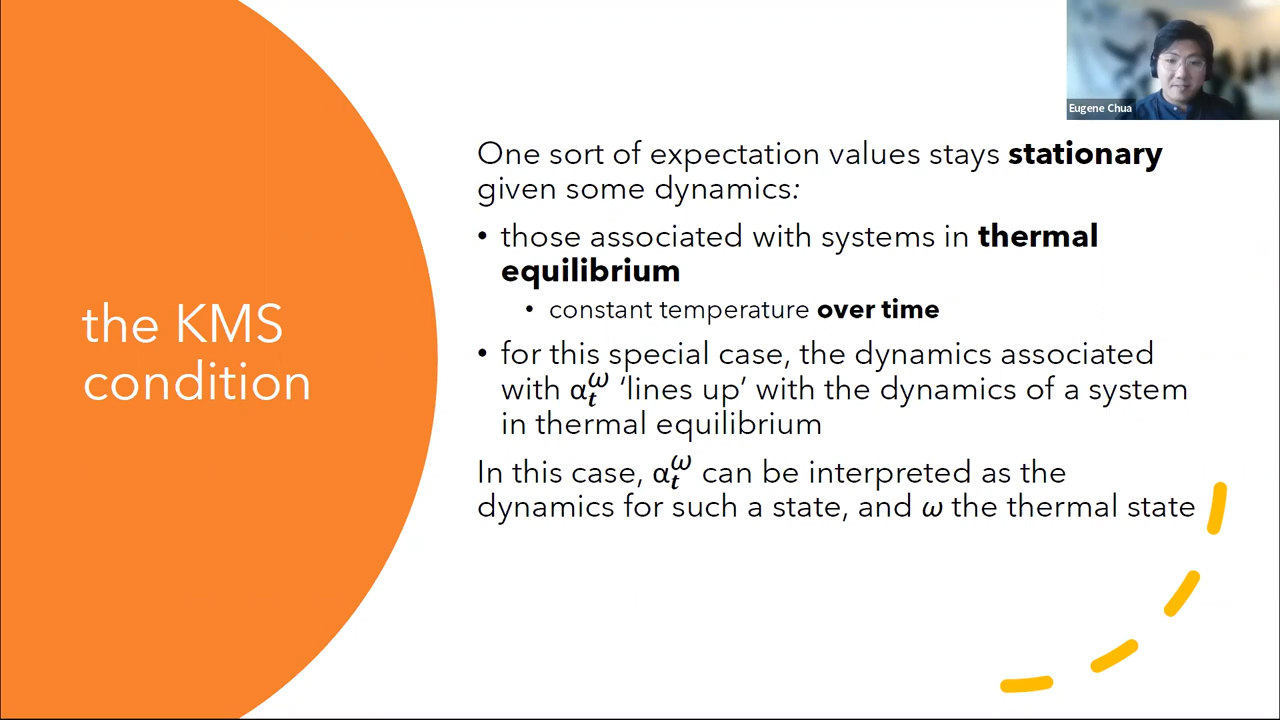 the KMS
condition
Eugene Chua
One sort of expectation values stays stationary
given some dynamics:
• those associated with systems in thermal
equilibrium
• constant temperature over time
• for this special case, the dynamics associated
with α_t^ω ‘lines up’ with the dynamics of a system
in thermal equilibrium
In this case, α_t^ω can be interpreted as the
dynamics for such a state, and ω the thermal state